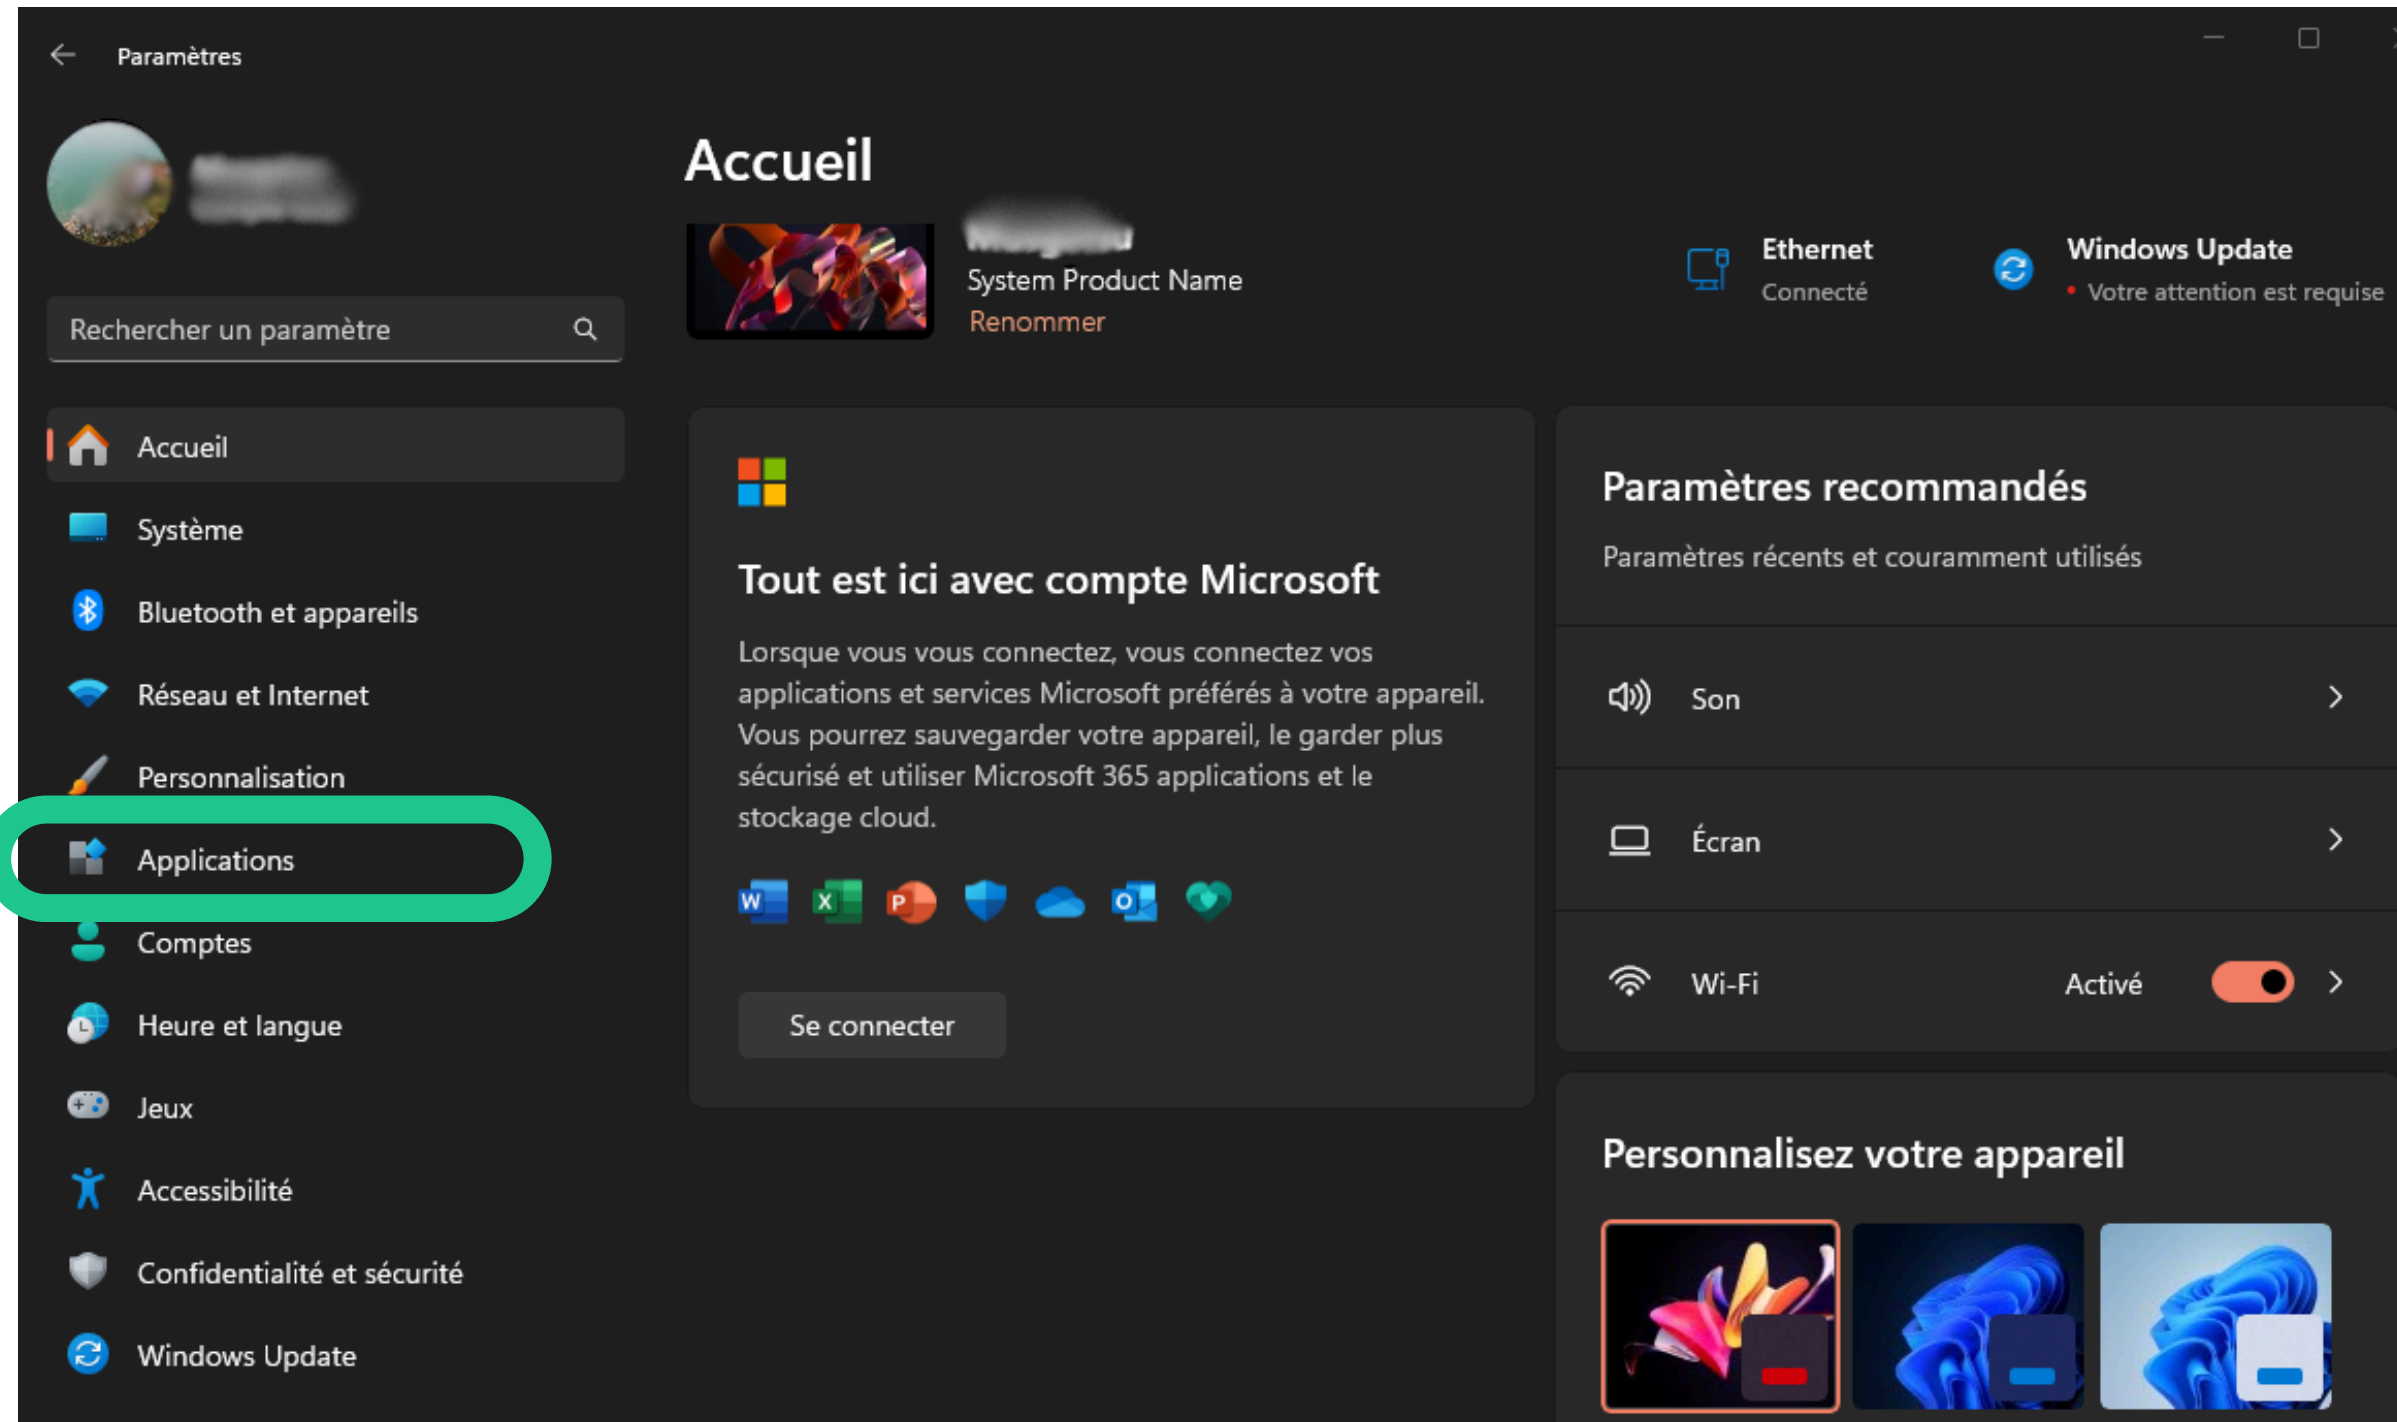 Paramètres
Rechercher un paramètre
Accueil
Système
Bluetooth et appareils
Réseau et Internet
Personnalisation
Applications
Comptes
Heure et langue
Jeux
Accessibilité
Confidentialité et sécurité
Windows Update
Accueil
System Product Name
Renommer
Ethernet
Connecté
Windows Update
• Votre attention est requise
Tout est ici avec compte Microsoft
Lorsque vous vous connectez, vous connectez vos
applications et services Microsoft préférés à votre appareil.
Vous pourrez sauvegarder votre appareil, le garder plus
sécurisé et utiliser Microsoft 365 applications et le
stockage cloud.
W X P O
Se connecter
Paramètres recommandés
Paramètres récents et couramment utilisés
Son
Écran
Wi-Fi Activé
Personnalisez votre appareil